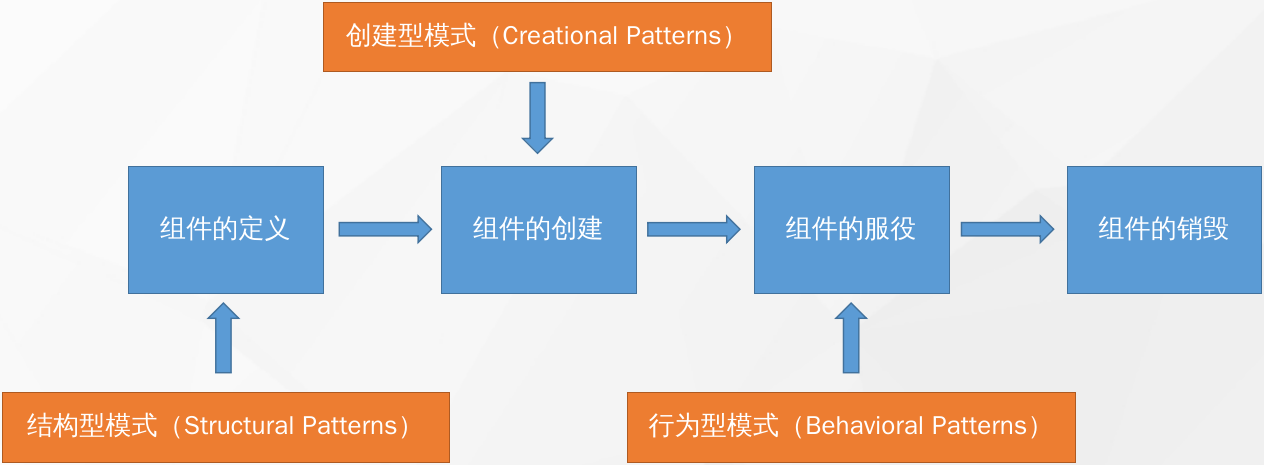 创建型模式（Creational Patterns）
组件的定义
组件的创建
组件的服役
组件的销毁
结构型模式（Structural Patterns）
行为型模式（Behavioral Patterns）